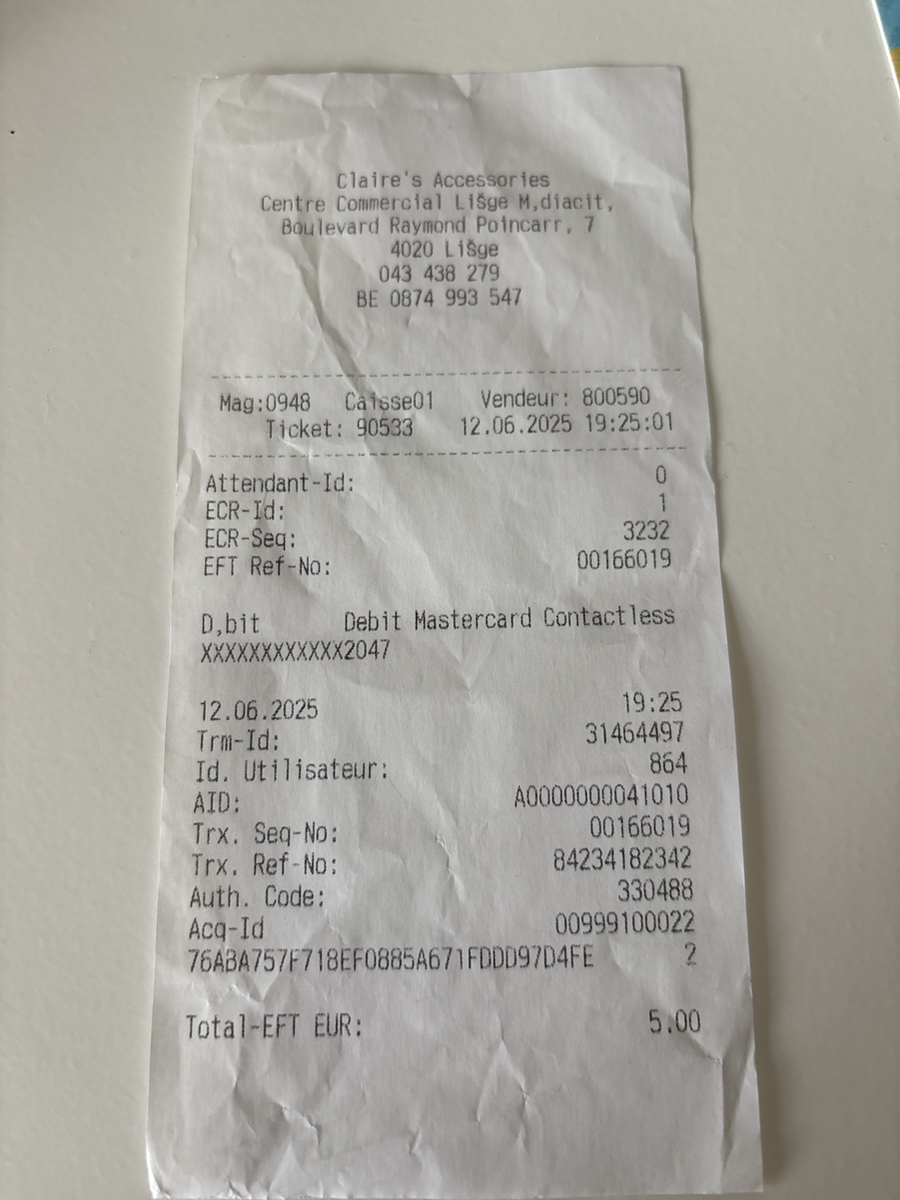 Claire's Accessories
Centre Commercial LiŠge M,diacit,
Boulevard Raymond Poincarr, 7
4020 LiŠge
043 438 279
BE 0874 993 547
Mag:0948 Caisse01 Vendeur: 800590
Ticket: 90533 12.06.2025 19:25:01
Attendant-Id: 0
ECR-Id: 1
ECR-Seq: 3232
EFT Ref-No: 00166019
D,bit Debit Mastercard Contactless
XXXXXXXXXXXX2047
12.06.2025 19:25
Trm-Id: 31464497
Id. Utilisateur: 864
AID: A0000000041010
Trx. Seq-No: 00166019
Trx. Ref-No: 84234182342
Auth. Code: 330488
Acq-Id 00999100022
76ABA757F718EF0885A671FDDD97D4FE 2
Total-EFT EUR: 5.00